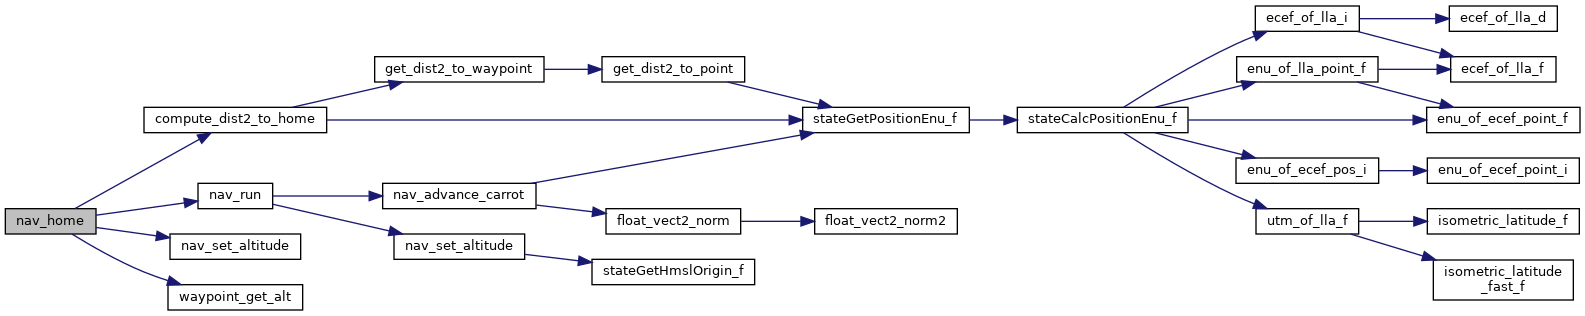 nav_home
compute_dist2_to_home
nav_run
nav_set_altitude
waypoint_get_alt
get_dist2_to_waypoint
nav_advance_carrot
nav_set_altitude
get_dist2_to_point
float_vect2_norm
stateGetHmslOrigin_f
stateGetPositionEnu_f
float_vect2_norm2
stateCalcPositionEnu_f
ecef_of_lla_i
enu_of_lla_point_f
enu_of_ecef_pos_i
utm_of_lla_f
ecef_of_lla_d
ecef_of_lla_f
enu_of_ecef_point_f
enu_of_ecef_point_i
isometric_latitude_f
isometric_latitude
_fast_f